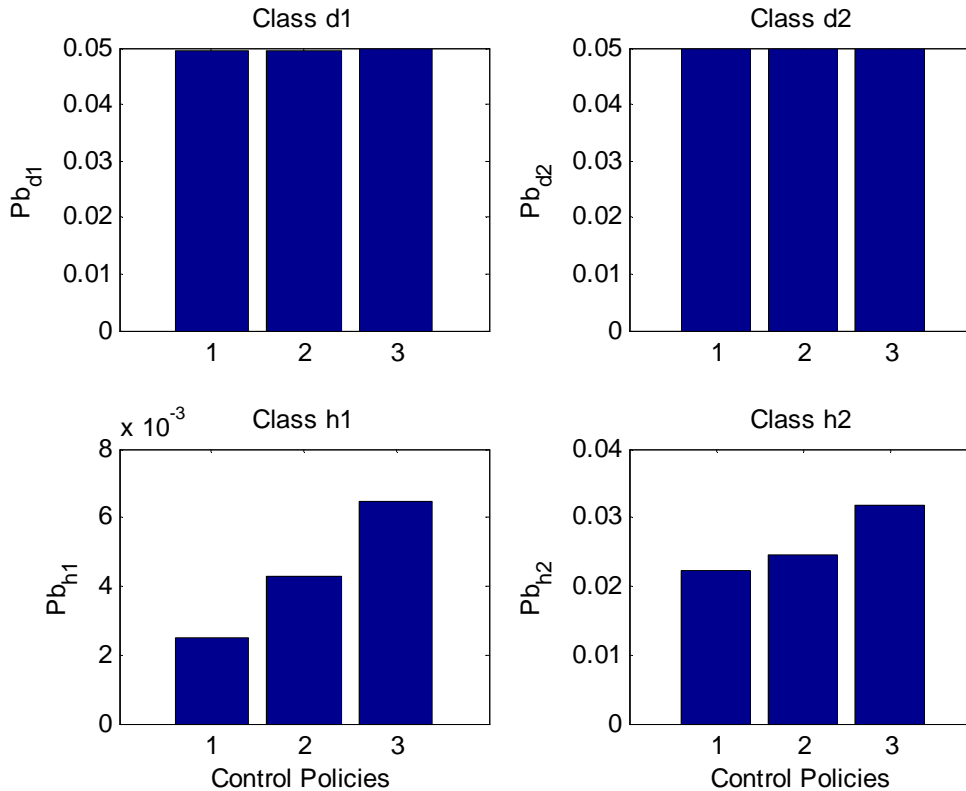 Class d1
0.05
0.04
0.03
0.02
0.01
0
Pb_d1
1 2 3
Class d2
0.05
0.04
0.03
0.02
0.01
0
Pb_d2
1 2 3
Class h1
x 10^-3
8
6
4
2
0
Pb_h1
1 2 3
Control Policies
Class h2
0.04
0.03
0.02
0.01
0
Pb_h2
1 2 3
Control Policies